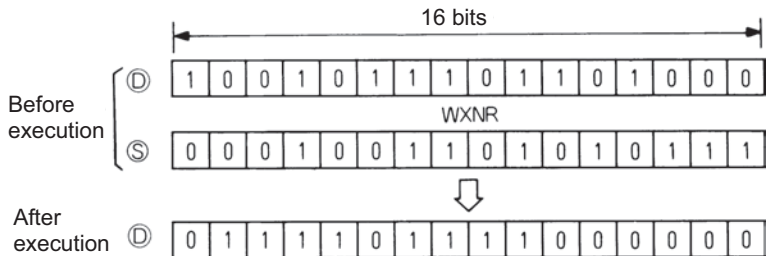 16 bits
Before execution
Ⓓ 1 0 0 1 0 1 1 1 0 1 1 0 1 0 0 0
WXNR
Ⓢ 0 0 0 1 0 0 1 1 0 1 0 1 0 1 1 1
After execution
Ⓓ 0 1 1 1 1 0 1 1 1 1 0 0 0 0 0 0